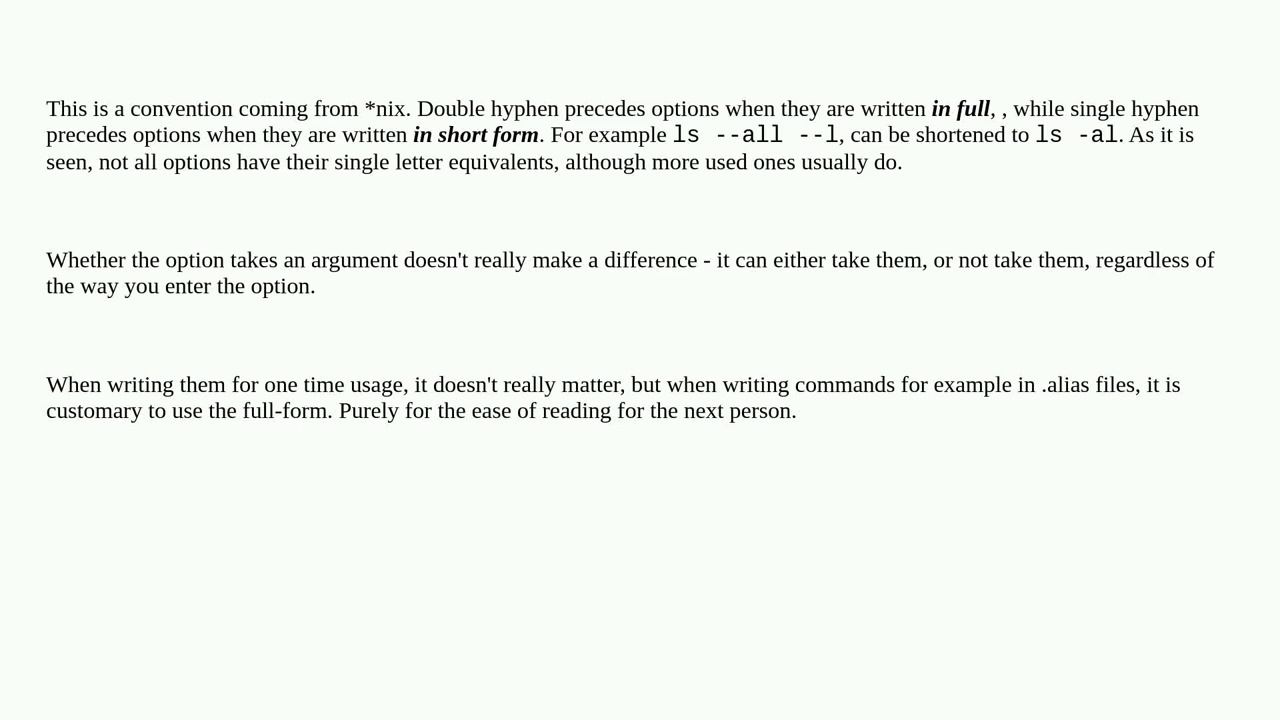 This is a convention coming from *nix. Double hyphen precedes options when they are written in full, , while single hyphen
precedes options when they are written in short form. For example ls --all --l, can be shortened to ls -al. As it is
seen, not all options have their single letter equivalents, although more used ones usually do.
Whether the option takes an argument doesn't really make a difference - it can either take them, or not take them, regardless of
the way you enter the option.
When writing them for one time usage, it doesn't really matter, but when writing commands for example in .alias files, it is
customary to use the full-form. Purely for the ease of reading for the next person.